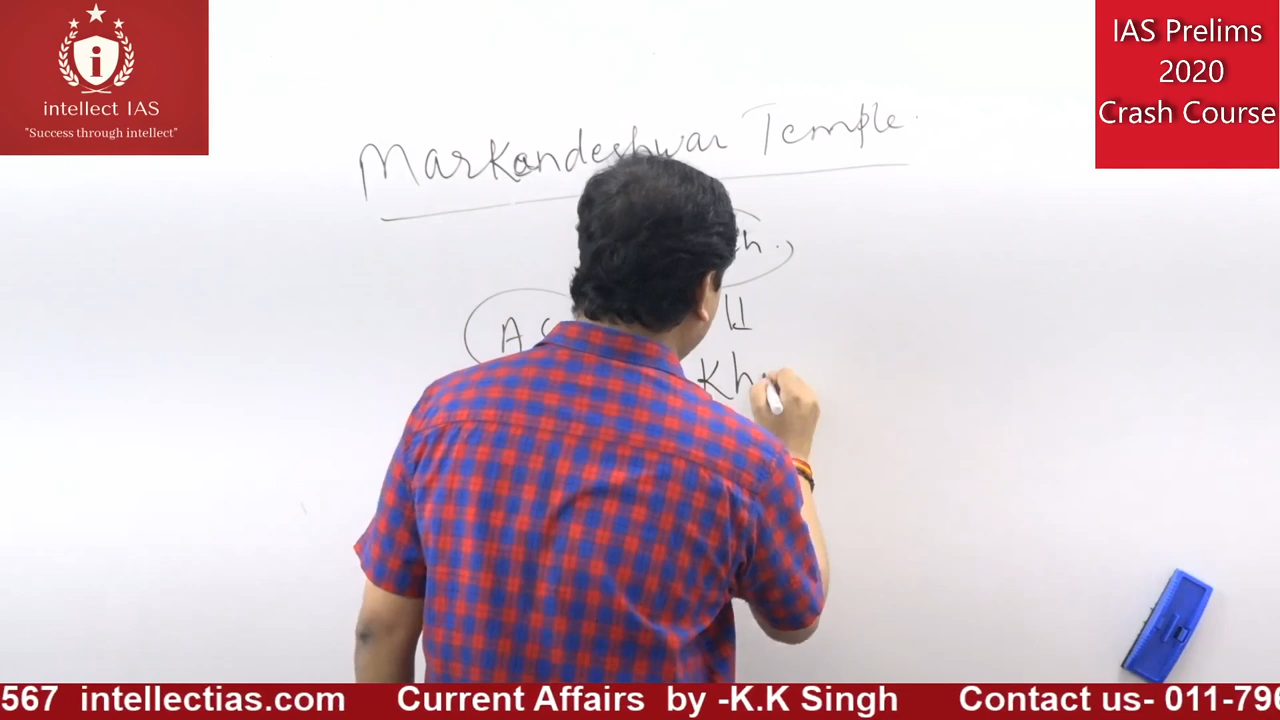 i
intellect IAS
"Success through intellect"
IAS Prelims
2020
Crash Course
Markandeshwar Temple.
Kh
567 intellectias.com Current Affairs by -K.K Singh Contact us- 011-796